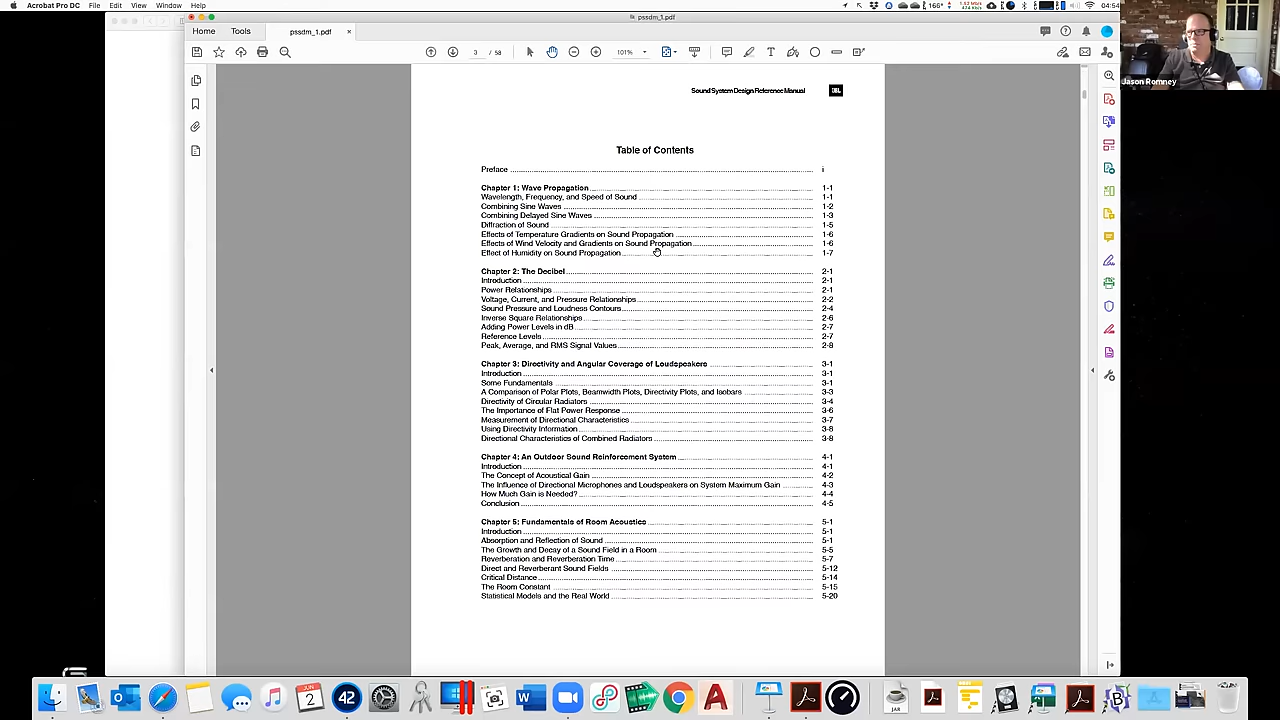 Acrobat Pro DC File Edit View Window Help
166°
04:54
pssdm_1.pdf
Home Tools pssdm_1.pdf ×
3 / 58 101%
Jason Romney
Sound System Design Reference Manual JBL
Table of Contents
Preface i
Chapter 1: Wave Propagation 1-1
Wavelength, Frequency, and Speed of Sound 1-1
Combining Sine Waves 1-2
Combining Delayed Sine Waves 1-3
Diffraction of Sound 1-5
Effects of Temperature Gradients on Sound Propagation 1-6
Effects of Wind Velocity and Gradients on Sound Propagation 1-6
Effect of Humidity on Sound Propagation 1-7
Chapter 2: The Decibel 2-1
Introduction 2-1
Power Relationships 2-1
Voltage, Current, and Pressure Relationships 2-2
Sound Pressure and Loudness Contours 2-4
Inverse Square Relationships 2-6
Adding Power Levels in dB 2-7
Reference Levels 2-7
Peak, Average, and RMS Signal Values 2-8
Chapter 3: Directivity and Angular Coverage of Loudspeakers 3-1
Introduction 3-1
Some Fundamentals 3-1
A Comparison of Polar Plots, Beamwidth Plots, Directivity Plots, and Isobars 3-3
Directivity of Circular Radiators 3-4
The Importance of Flat Power Response 3-6
Measurement of Directional Characteristics 3-7
Using Directivity Information 3-8
Directional Characteristics of Combined Radiators 3-8
Chapter 4: An Outdoor Sound Reinforcement System 4-1
Introduction 4-1
The Concept of Acoustical Gain 4-2
The Influence of Directional Microphones and Loudspeakers on System Maximum Gain 4-3
How Much Gain is Needed? 4-4
Conclusion 4-5
Chapter 5: Fundamentals of Room Acoustics 5-1
Introduction 5-1
Absorption and Reflection of Sound 5-1
The Growth and Decay of a Sound Field in a Room 5-5
Reverberation and Reverberation Time 5-7
Direct and Reverberant Sound Fields 5-12
Critical Distance 5-14
The Room Constant 5-15
Statistical Models and the Real World 5-20
JUN
2
42
JAR